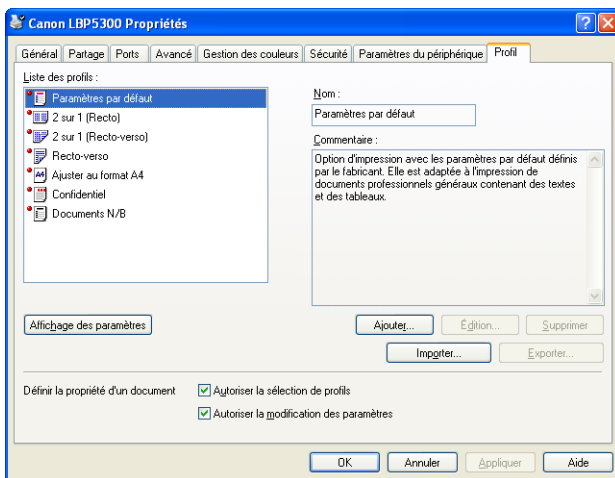 Canon LBP5300 Propriétés
Général Partage Ports Avancé Gestion des couleurs Sécurité Paramètres du périphérique Profil
Liste des profils :
Paramètres par défaut
2 sur 1 (Recto)
2 sur 1 (Recto-verso)
Recto-verso
A4 Ajuster au format A4
Confidentiel
Documents N/B
Nom :
Paramètres par défaut
Commentaire :
Option d'impression avec les paramètres par défaut définis
par le fabricant. Elle est adaptée à l'impression de
documents professionnels généraux contenant des textes
et des tableaux.
Affichage des paramètres
Ajouter... Édition... Supprimer
Importer... Exporter...
Définir la propriété d'un document
Autoriser la sélection de profils
Autoriser la modification des paramètres
OK Annuler Appliquer Aide